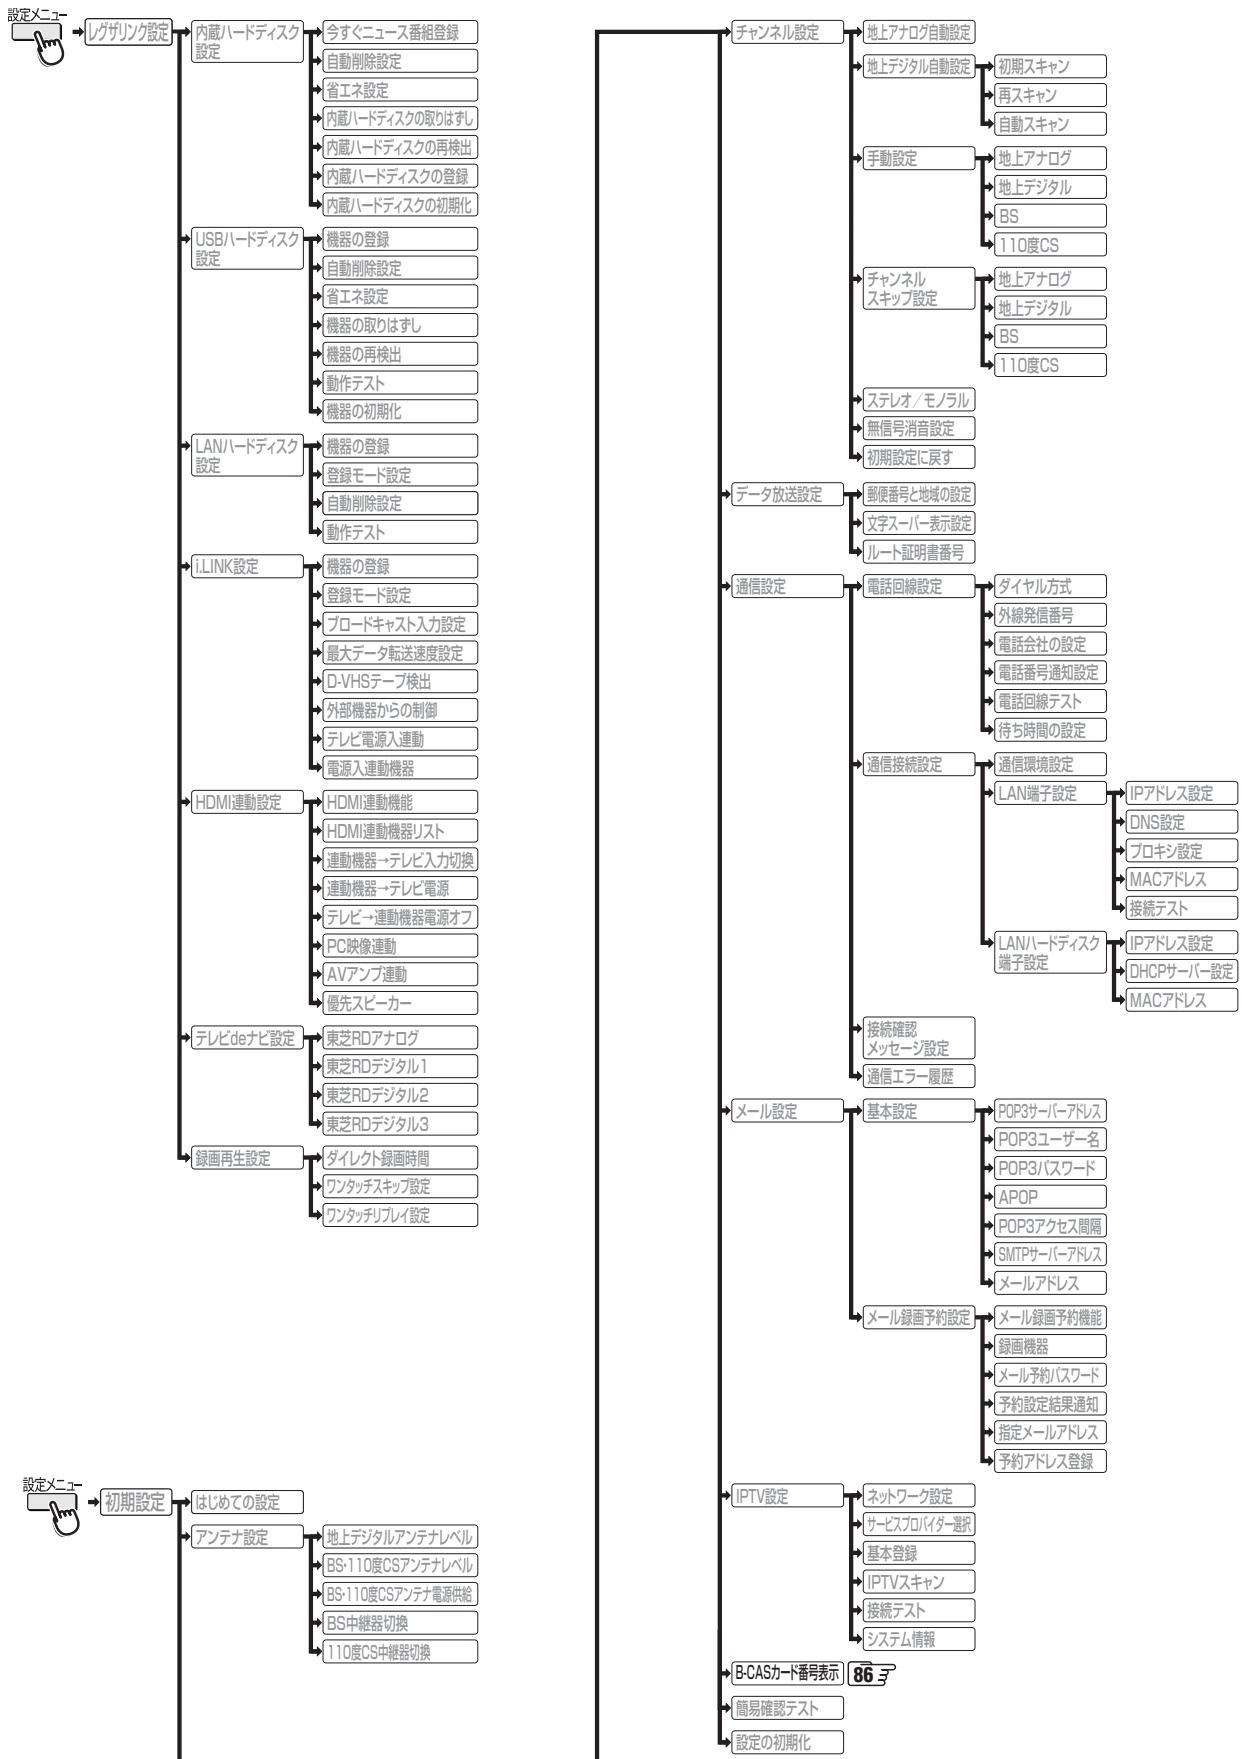 設定メニュー
レグザリンク設定
内蔵ハードディスク
設定
今すぐニュース番組登録
自動削除設定
省エネ設定
内蔵ハードディスクの取りはずし
内蔵ハードディスクの再検出
内蔵ハードディスクの登録
内蔵ハードディスクの初期化
USBハードディスク
設定
機器の登録
自動削除設定
省エネ設定
機器の取りはずし
機器の再検出
動作テスト
機器の初期化
LANハードディスク
設定
機器の登録
登録モード設定
自動削除設定
動作テスト
i.LINK設定
機器の登録
登録モード設定
ブロードキャスト入力設定
最大データ転送速度設定
D-VHSテープ検出
外部機器からの制御
テレビ電源入連動
電源入連動機器
HDMI連動設定
HDMI連動機能
HDMI連動機器リスト
連動機器→テレビ入力切換
連動機器→テレビ電源
テレビ→連動機器電源オフ
PC映像連動
AVアンプ連動
優先スピーカー
テレビdeナビ設定
東芝RDアナログ
東芝RDデジタル1
東芝RDデジタル2
東芝RDデジタル3
録画再生設定
ダイレクト録画時間
ワンタッチスキップ設定
ワンタッチリプレイ設定
設定メニュー
初期設定
はじめての設定
アンテナ設定
地上デジタルアンテナレベル
BS・110度CSアンテナレベル
BS・110度CSアンテナ電源供給
BS中継器切換
110度CS中継器切換
チャンネル設定
地上アナログ自動設定
地上デジタル自動設定
初期スキャン
再スキャン
自動スキャン
手動設定
地上アナログ
地上デジタル
BS
110度CS
チャンネル
スキップ設定
地上アナログ
地上デジタル
BS
110度CS
ステレオ／モノラル
無信号消音設定
初期設定に戻す
データ放送設定
郵便番号と地域の設定
文字スーパー表示設定
ルート証明書番号
通信設定
電話回線設定
ダイヤル方式
外線発信番号
電話会社の設定
電話番号通知設定
電話回線テスト
待ち時間の設定
通信接続設定
通信環境設定
LAN端子設定
IPアドレス設定
DNS設定
プロキシ設定
MACアドレス
接続テスト
LANハードディスク
端子設定
IPアドレス設定
DHCPサーバー設定
MACアドレス
接続確認
メッセージ設定
通信エラー履歴
メール設定
基本設定
POP3サーバーアドレス
POP3ユーザー名
POP3パスワード
APOP
POP3アクセス間隔
SMTPサーバーアドレス
メールアドレス
メール録画予約設定
メール録画予約機能
録画機器
メール予約パスワード
予約設定結果通知
指定メールアドレス
予約アドレス登録
IPTV設定
ネットワーク設定
サービスプロバイダー選択
基本登録
IPTVスキャン
接続テスト
システム情報
B-CASカード番号表示 86
簡易確認テスト
設定の初期化